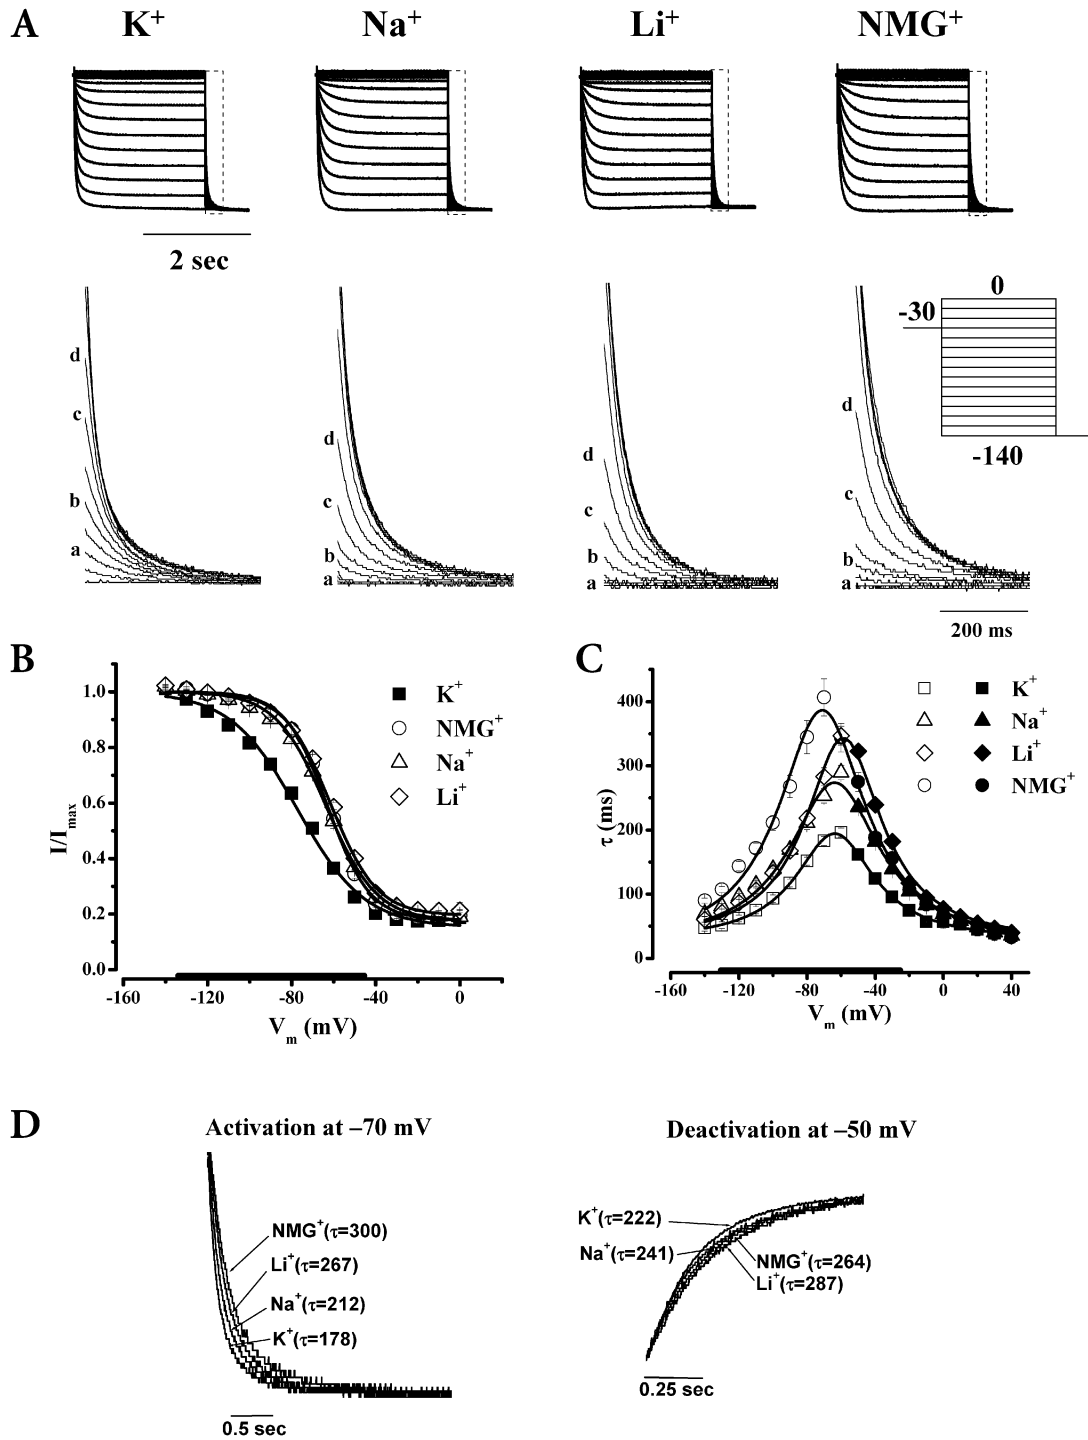 A
K⁺ Na⁺ Li⁺ NMG⁺
2 sec
d
c
b
a
d
c
b
a
d
c
b
a
d
c
b
a
0
-30
-140
200 ms
B
I/Imax
1.0
0.8
0.6
0.4
0.2
0.0
-160 -120 -80 -40 0
Vm (mV)
K⁺
NMG⁺
Na⁺
Li⁺
C
τ (ms)
400
300
200
100
0
-160 -120 -80 -40 0 40
Vm (mV)
K⁺
Na⁺
Li⁺
NMG⁺
D
Activation at –70 mV
NMG⁺(τ=300)
Li⁺(τ=267)
Na⁺(τ=212)
K⁺(τ=178)
0.5 sec
Deactivation at –50 mV
K⁺(τ=222)
Na⁺(τ=241)
NMG⁺(τ=264)
Li⁺(τ=287)
0.25 sec